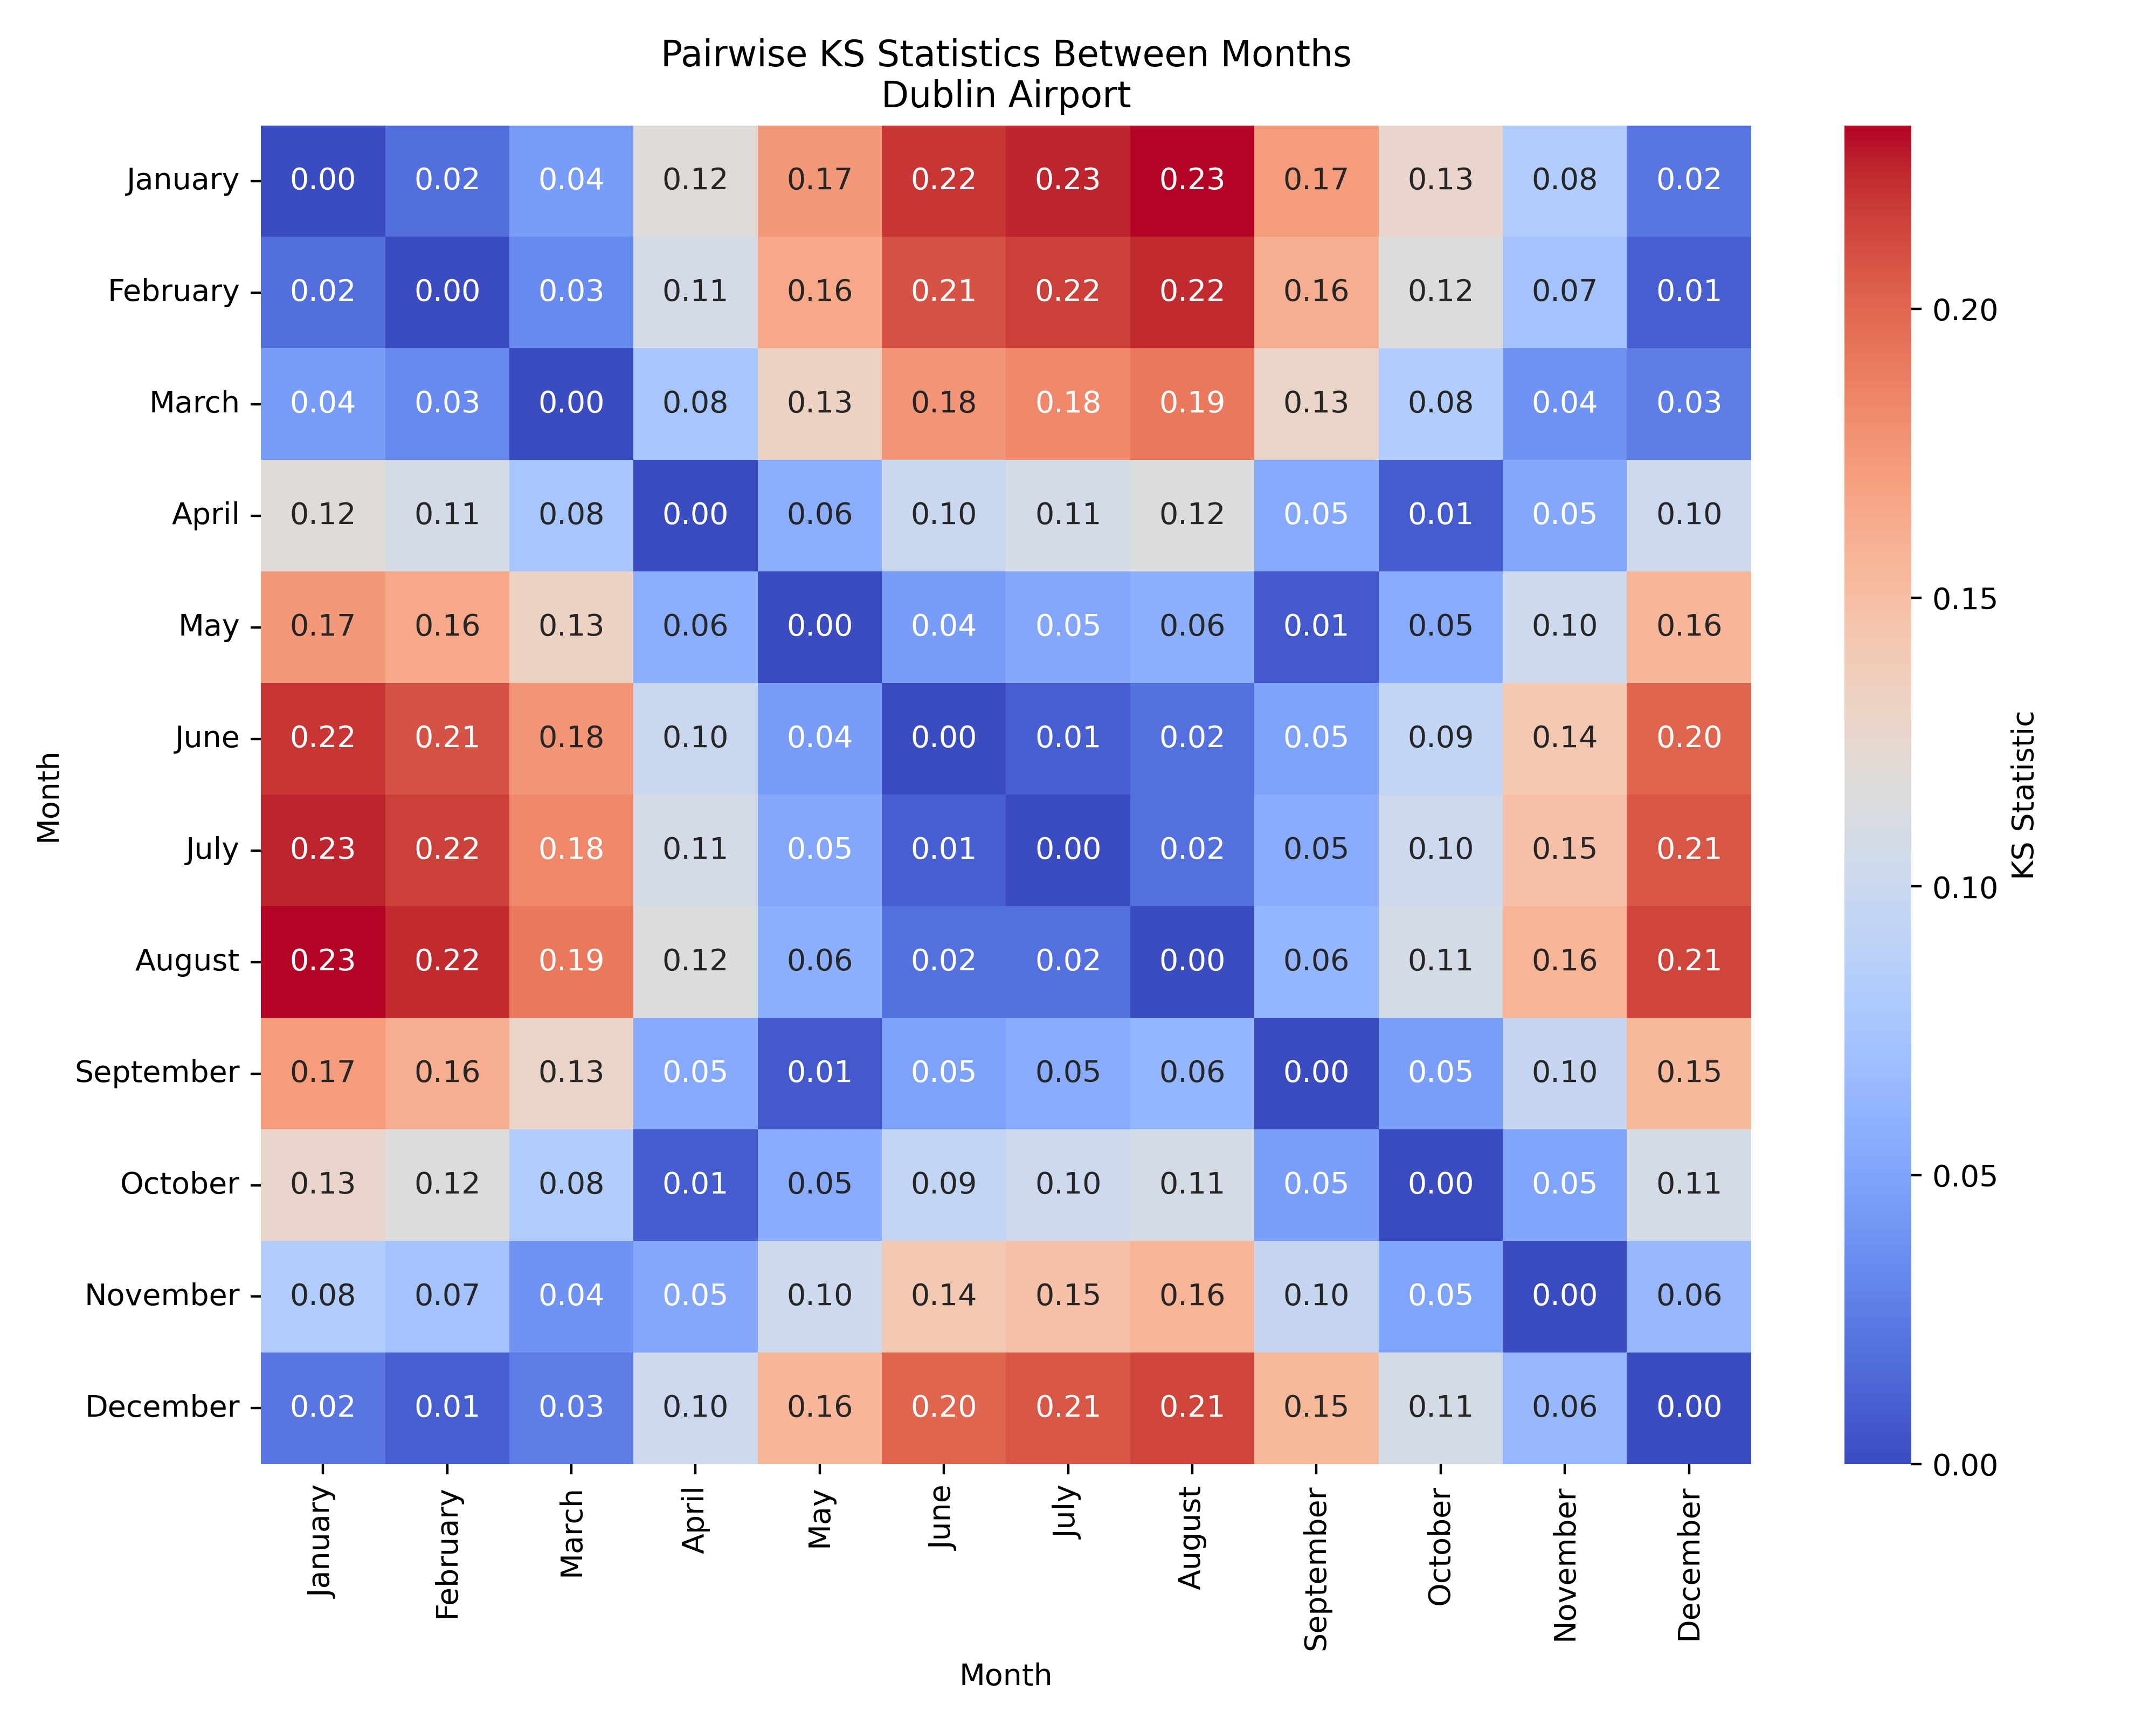 Pairwise KS Statistics Between Months
Dublin Airport
January 0.00 0.02 0.04 0.12 0.17 0.22 0.23 0.23 0.17 0.13 0.08 0.02
February 0.02 0.00 0.03 0.11 0.16 0.21 0.22 0.22 0.16 0.12 0.07 0.01
March 0.04 0.03 0.00 0.08 0.13 0.18 0.18 0.19 0.13 0.08 0.04 0.03
April 0.12 0.11 0.08 0.00 0.06 0.10 0.11 0.12 0.05 0.01 0.05 0.10
May 0.17 0.16 0.13 0.06 0.00 0.04 0.05 0.06 0.01 0.05 0.10 0.16
June 0.22 0.21 0.18 0.10 0.04 0.00 0.01 0.02 0.05 0.09 0.14 0.20
July 0.23 0.22 0.18 0.11 0.05 0.01 0.00 0.02 0.05 0.10 0.15 0.21
August 0.23 0.22 0.19 0.12 0.06 0.02 0.02 0.00 0.06 0.11 0.16 0.21
September 0.17 0.16 0.13 0.05 0.01 0.05 0.05 0.06 0.00 0.05 0.10 0.15
October 0.13 0.12 0.08 0.01 0.05 0.09 0.10 0.11 0.05 0.00 0.05 0.11
November 0.08 0.07 0.04 0.05 0.10 0.14 0.15 0.16 0.10 0.05 0.00 0.06
December 0.02 0.01 0.03 0.10 0.16 0.20 0.21 0.21 0.15 0.11 0.06 0.00
January February March April May June July August September October November December
Month
Month
0.20
0.15
0.10
0.05
0.00
KS Statistic